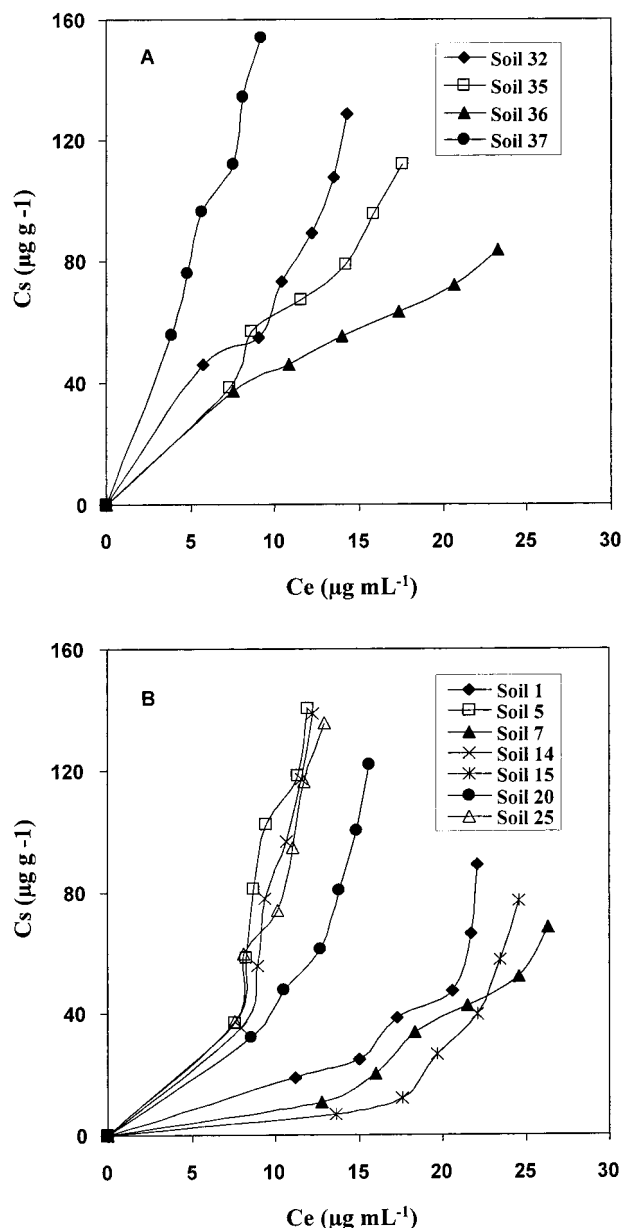 A
Soil 32
Soil 35
Soil 36
Soil 37
160
120
80
40
0
Cs (µg g -1)
0 5 10 15 20 25 30
Ce (µg mL⁻¹)
B
Soil 1
Soil 5
Soil 7
Soil 14
Soil 15
Soil 20
Soil 25
160
120
80
40
0
Cs (µg g -1)
0 5 10 15 20 25 30
Ce (µg mL⁻¹)